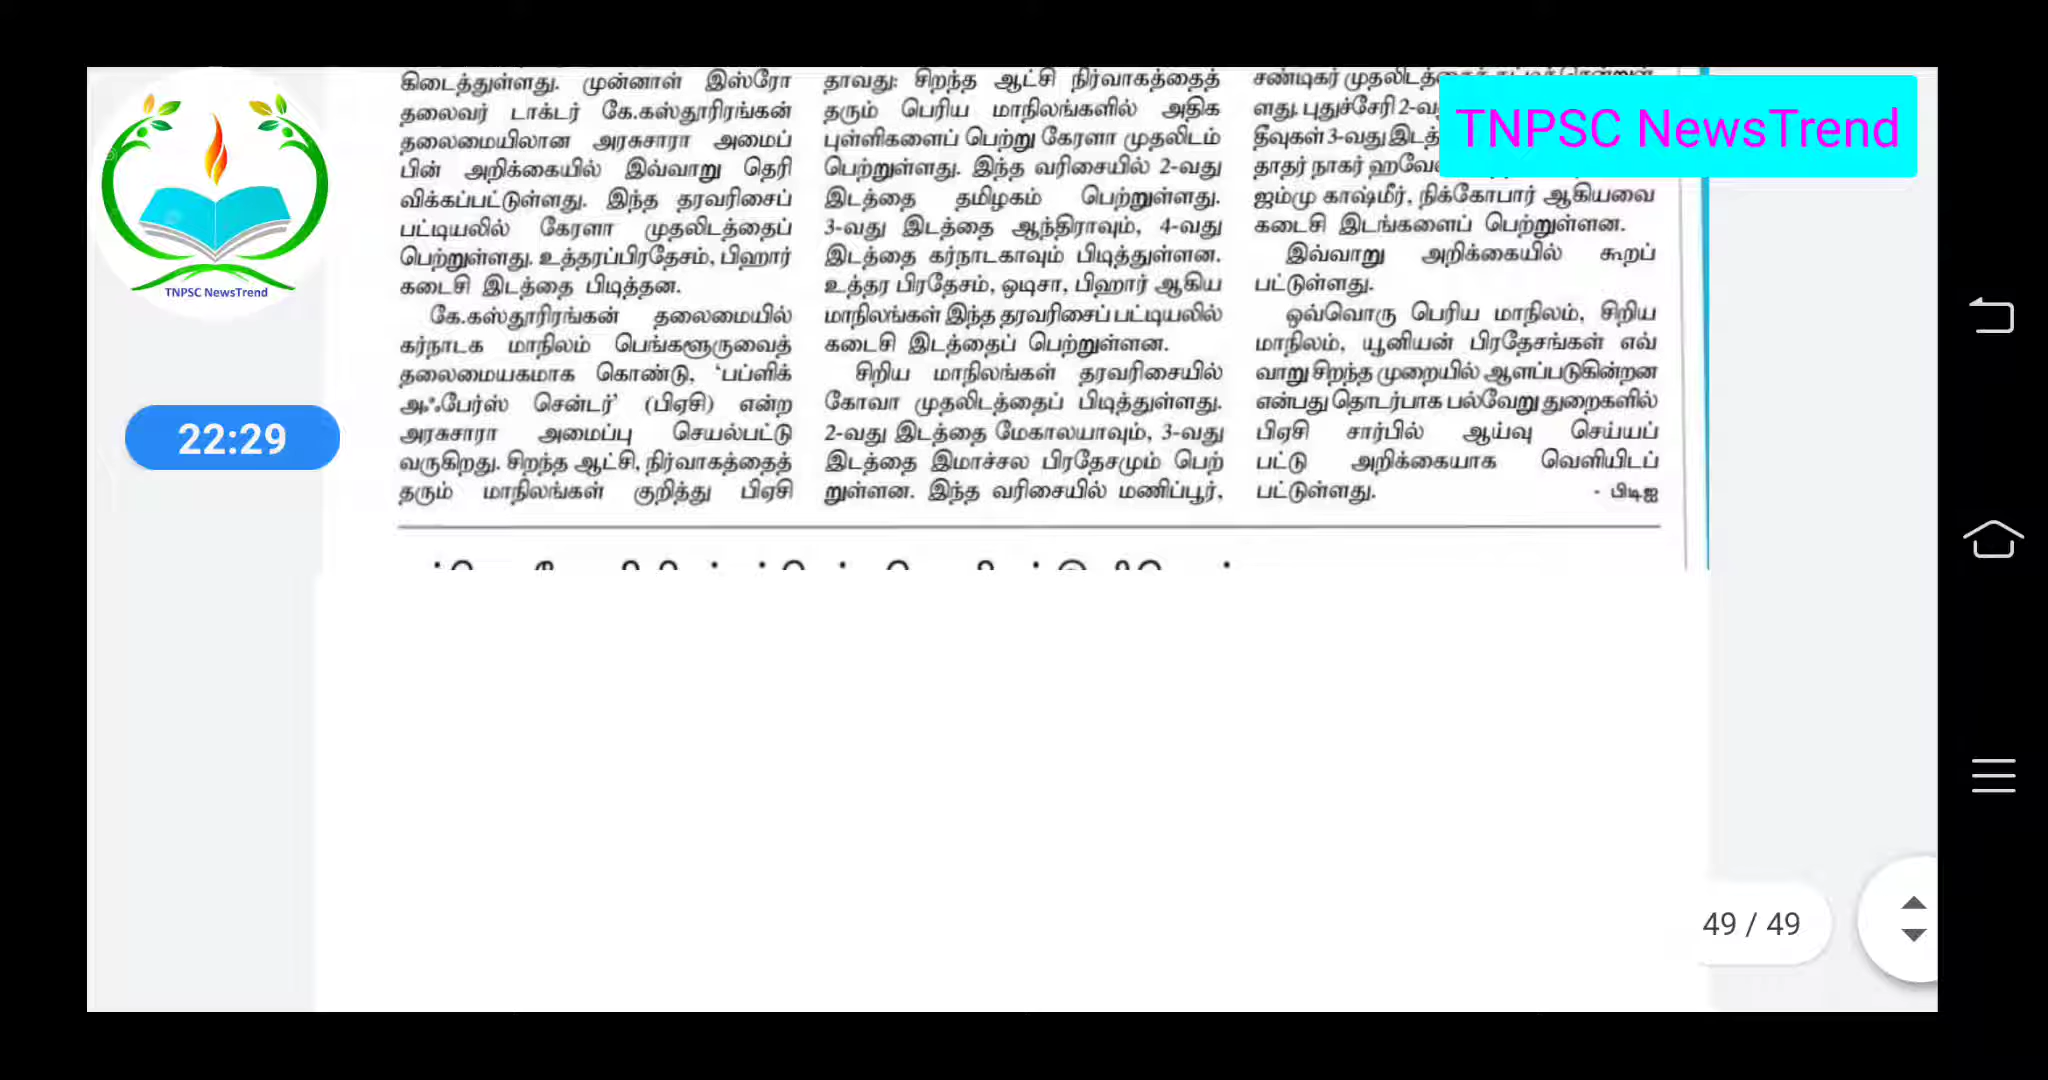 கிடைத்துள்ளது. முன்னாள் இஸ்ரோ
தலைவர் டாக்டர் கே.கஸ்தூரிரங்கன்
தலைமையிலான அரசுசாரா அமைப்
பின் அறிக்கையில் இவ்வாறு தெரி
விக்கப்பட்டுள்ளது. இந்த தரவரிசைப்
பட்டியலில் கேரளா முதலிடத்தைப்
பெற்றுள்ளது. உத்தரப்பிரதேசம், பிஹார்
கடைசி இடத்தை பிடித்தன.
கே.கஸ்தூரிரங்கன் தலைமையில்
கர்நாடக மாநிலம் பெங்களூருவைத்
தலைமையகமாக கொண்டு, 'பப்ளிக்
அஃபேர்ஸ் சென்டர்' (பிஏசி) என்ற
அரசுசாரா அமைப்பு செயல்பட்டு
வருகிறது. சிறந்த ஆட்சி, நிர்வாகத்தைத்
தரும் மாநிலங்கள் குறித்து பிஏசி
தாவது: சிறந்த ஆட்சி நிர்வாகத்தைத்
தரும் பெரிய மாநிலங்களில் அதிக
புள்ளிகளைப் பெற்று கேரளா முதலிடம்
பெற்றுள்ளது. இந்த வரிசையில் 2-வது
இடத்தை தமிழகம் பெற்றுள்ளது.
3-வது இடத்தை ஆந்திராவும், 4-வது
இடத்தை கர்நாடகாவும் பிடித்துள்ளன.
உத்தர பிரதேசம், ஒடிசா, பிஹார் ஆகிய
மாநிலங்கள் இந்த தரவரிசைப் பட்டியலில்
கடைசி இடத்தைப் பெற்றுள்ளன.
சிறிய மாநிலங்கள் தரவரிசையில்
கோவா முதலிடத்தைப் பிடித்துள்ளது.
2-வது இடத்தை மேகாலயாவும், 3-வது
இடத்தை இமாச்சல பிரதேசமும் பெற்
றுள்ளன. இந்த வரிசையில் மணிப்பூர்,
சண்டிகர்
ளது. புதுச்சேரி
தீவுகள் 3-வது
தாதர் நாகர்
ஜம்மு காஷ்மீர், நிக்கோபார் ஆகியவை
கடைசி இடங்களைப் பெற்றுள்ளன.
இவ்வாறு அறிக்கையில் கூறப்
பட்டுள்ளது.
ஒவ்வொரு பெரிய மாநிலம், சிறிய
மாநிலம், யூனியன் பிரதேசங்கள் எவ்
வாறு சிறந்த முறையில் ஆளப்படுகின்றன
என்பது தொடர்பாக பல்வேறு துறைகளில்
பிஏசி சார்பில் ஆய்வு செய்யப்
பட்டு அறிக்கையாக வெளியிடப்
பட்டுள்ளது. - பிடிஐ
TNPSC NewsTrend
TNPSC NewsTrend
22:29
49 / 49